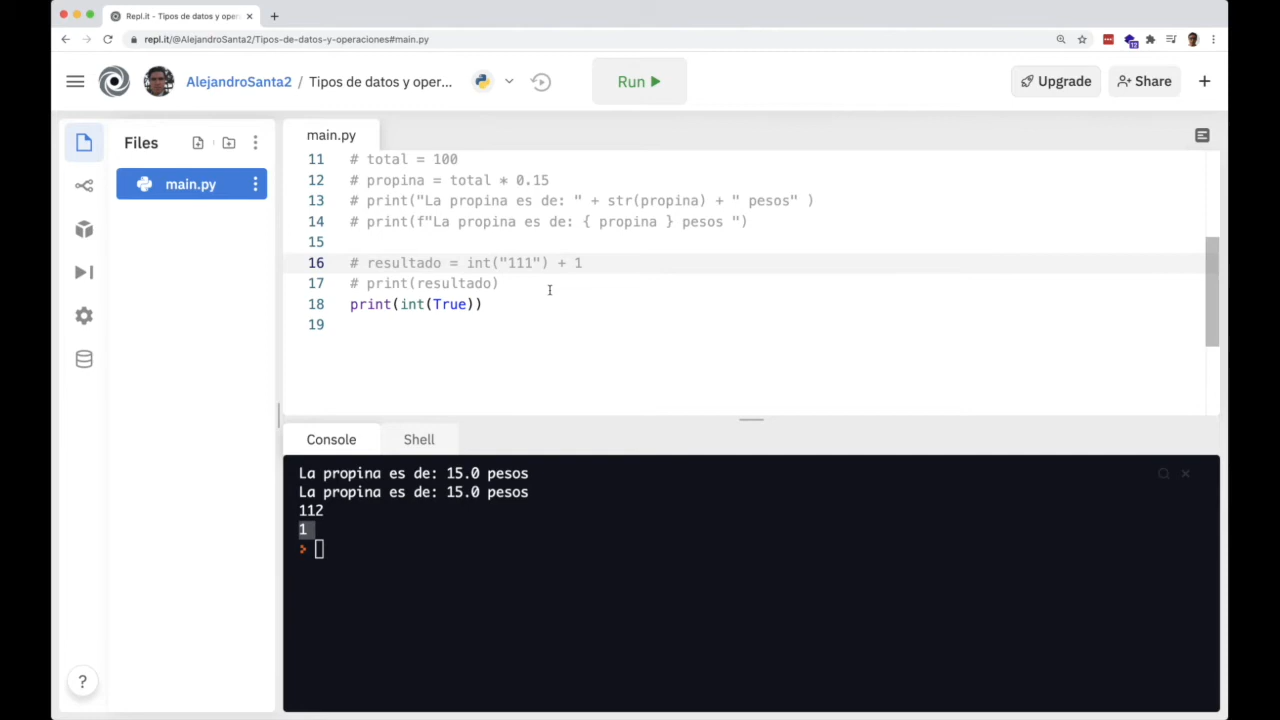 Repl.it - Tipos de datos y oper
repl.it/@AlejandroSanta2/Tipos-de-datos-y-operaciones#main.py
12
AlejandroSanta2 / Tipos de datos y oper...
Run
Upgrade
Share
Files
main.py
main.py
11 # total = 100
12 # propina = total * 0.15
13 # print("La propina es de: " + str(propina) + " pesos" )
14 # print(f"La propina es de: { propina } pesos ")
15
16 # resultado = int("111") + 1
17 # print(resultado)
18 print(int(True))
19
Console Shell
La propina es de: 15.0 pesos
La propina es de: 15.0 pesos
112
1
?